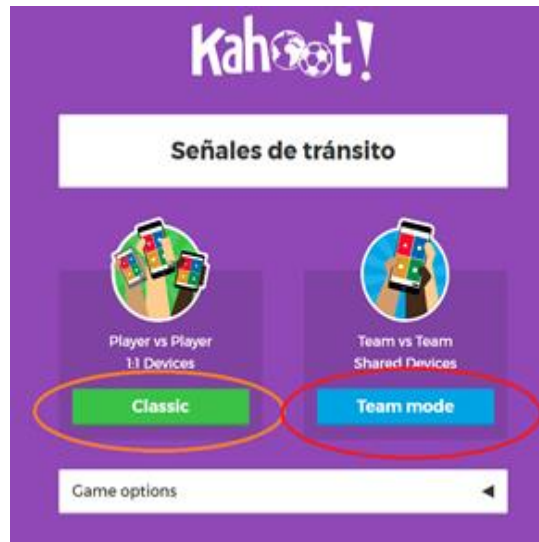 Kahoot!
Señales de tránsito
Player vs Player
1:1 Devices
Classic
Team vs Team
Shared Devices
Team mode
Game options